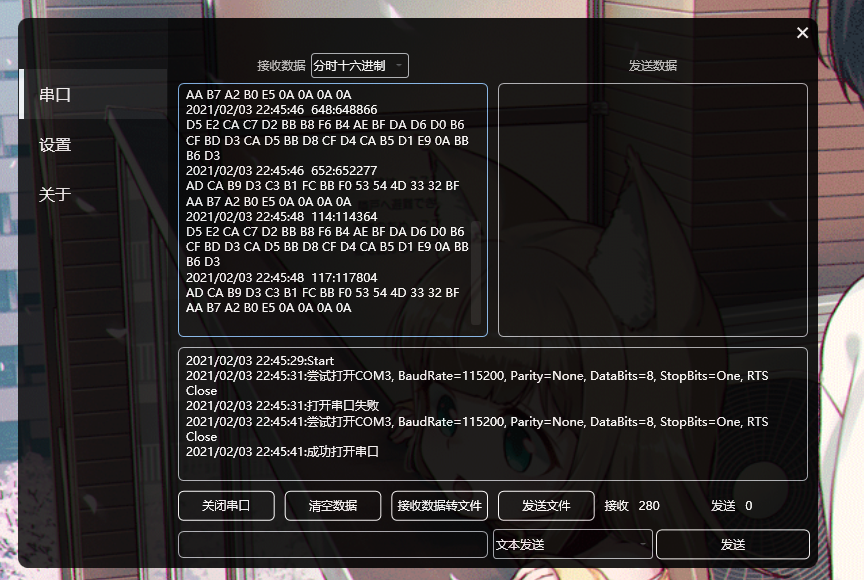 ×
接收数据 分时十六进制 发送数据
串口
设置
关于
AA B7 A2 B0 E5 0A 0A 0A 0A
2021/02/03 22:45:46 648:648866
D5 E2 CA C7 D2 BB B8 F6 B4 AE BF DA D6 D0 B6
CF BD D3 CA D5 BB D8 CF D4 CA B5 D1 E9 0A BB
B6 D3
2021/02/03 22:45:46 652:652277
AD CA B9 D3 C3 B1 FC BB F0 53 54 4D 33 32 BF
AA B7 A2 B0 E5 0A 0A 0A 0A
2021/02/03 22:45:48 114:114364
D5 E2 CA C7 D2 BB B8 F6 B4 AE BF DA D6 D0 B6
CF BD D3 CA D5 BB D8 CF D4 CA B5 D1 E9 0A BB
B6 D3
2021/02/03 22:45:48 117:117804
AD CA B9 D3 C3 B1 FC BB F0 53 54 4D 33 32 BF
AA B7 A2 B0 E5 0A 0A 0A 0A
2021/02/03 22:45:29:Start
2021/02/03 22:45:31:尝试打开COM3, BaudRate=115200, Parity=None, DataBits=8, StopBits=One, RTS
Close
2021/02/03 22:45:31:打开串口失败
2021/02/03 22:45:41:尝试打开COM3, BaudRate=115200, Parity=None, DataBits=8, StopBits=One, RTS
Close
2021/02/03 22:45:41:成功打开串口
关闭串口 清空数据 接收数据转文件 发送文件 接收 280 发送 0
文本发送 发送